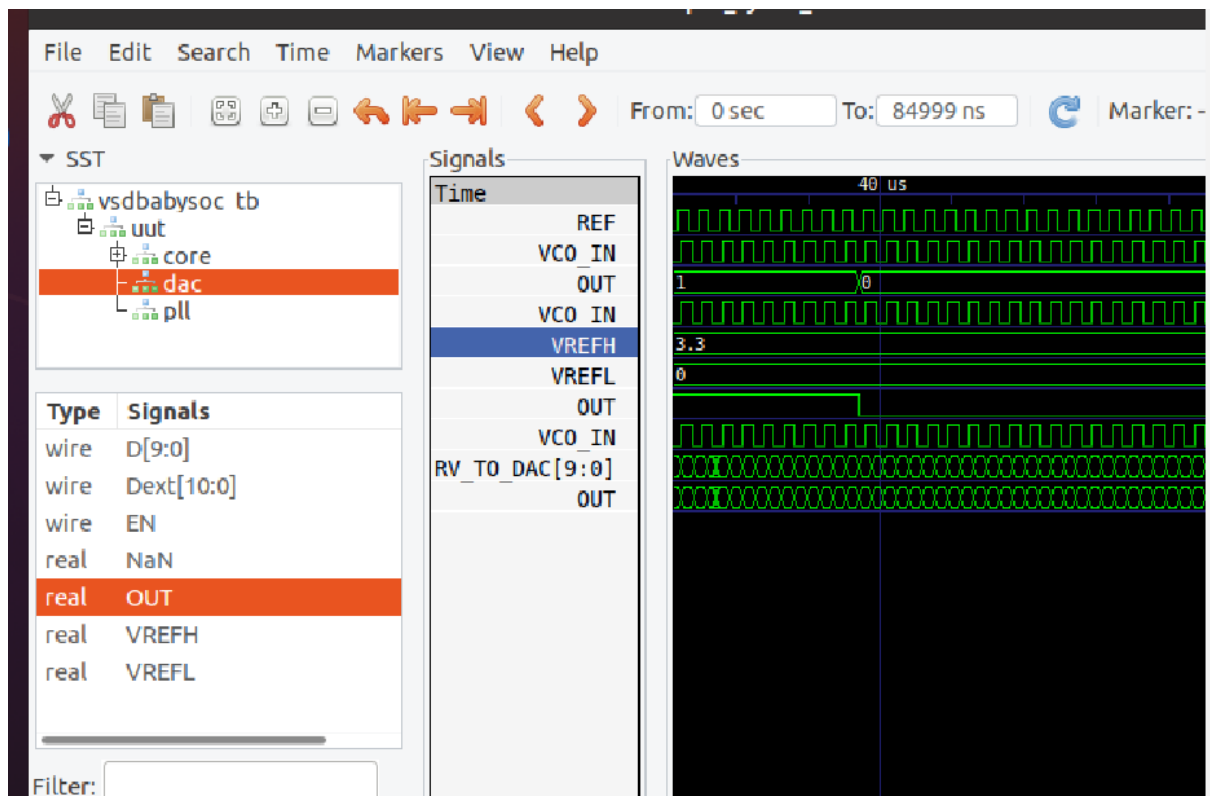 File Edit Search Time Markers View Help
From: 0 sec To: 84999 ns Marker: -
SST
vsdbabysoc_tb
uut
core
dac
pll
Type Signals
wire D[9:0]
wire Dext[10:0]
wire EN
real NaN
real OUT
real VREFH
real VREFL
Filter:
Signals
Time
REF
VCO_IN
OUT
VCO_IN
VREFH
VREFL
OUT
VCO_IN
RV_TO_DAC[9:0]
OUT
Waves
40 us
1 0
3.3
0